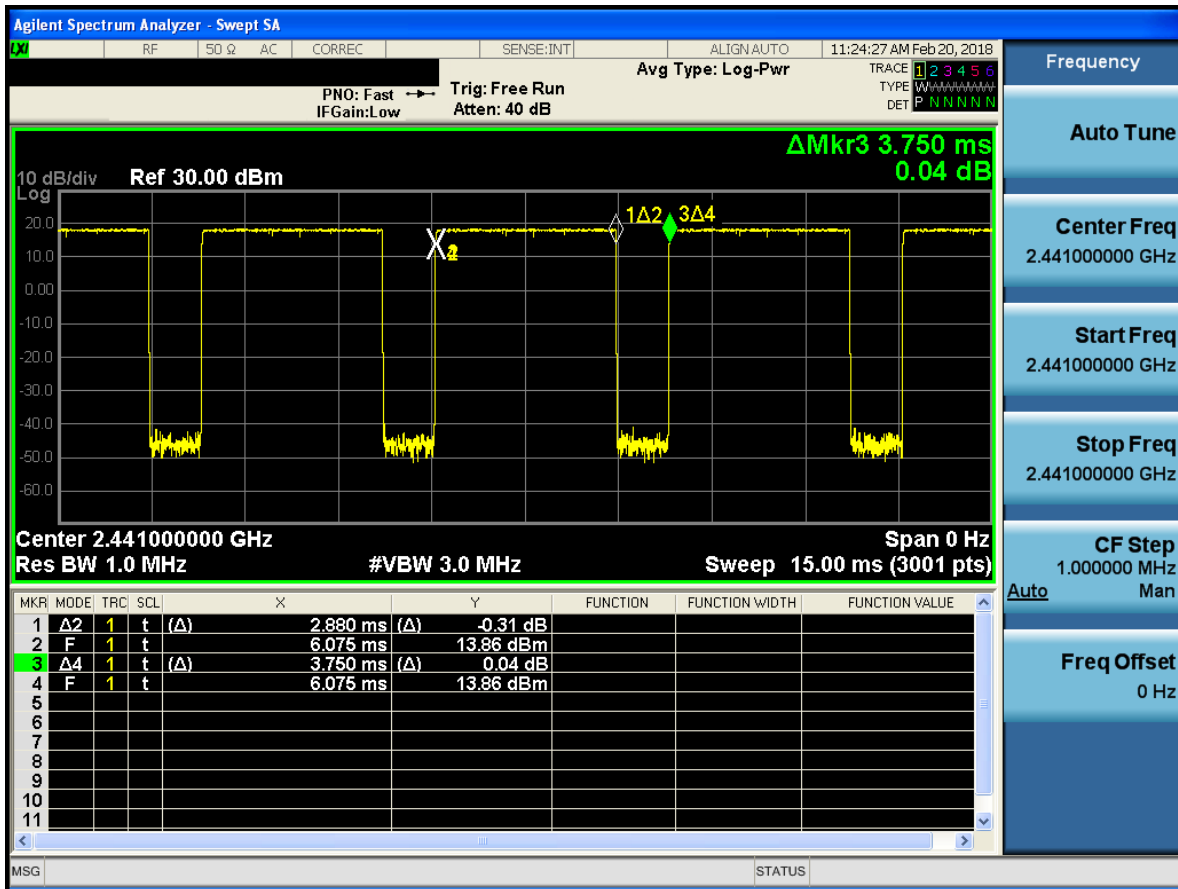 Agilent Spectrum Analyzer - Swept SA
LXI RF 50 Ω AC CORREC SENSE:INT ALIGN AUTO 11:24:27 AM Feb 20, 2018
Avg Type: Log-Pwr
TRACE 1 2 3 4 5 6
TYPE W
DET P N N N N N
PNO: Fast
IFGain:Low
Trig: Free Run
Atten: 40 dB
ΔMkr3 3.750 ms
0.04 dB
10 dB/div
Log
Ref 30.00 dBm
20.0
10.0
0.00
-10.0
-20.0
-30.0
-40.0
-50.0
-60.0
1Δ2
3Δ4
Center 2.441000000 GHz
Span 0 Hz
Res BW 1.0 MHz
#VBW 3.0 MHz
Sweep 15.00 ms (3001 pts)
MKR MODE TRC SCL X Y FUNCTION FUNCTION WIDTH FUNCTION VALUE
1 Δ2 1 t (Δ) 2.880 ms (Δ) -0.31 dB
2 F 1 t 6.075 ms 13.86 dBm
3 Δ4 1 t (Δ) 3.750 ms (Δ) 0.04 dB
4 F 1 t 6.075 ms 13.86 dBm
5
6
7
8
9
10
11
MSG
STATUS
Frequency
Auto Tune
Center Freq
2.441000000 GHz
Start Freq
2.441000000 GHz
Stop Freq
2.441000000 GHz
CF Step
1.000000 MHz
Auto Man
Freq Offset
0 Hz